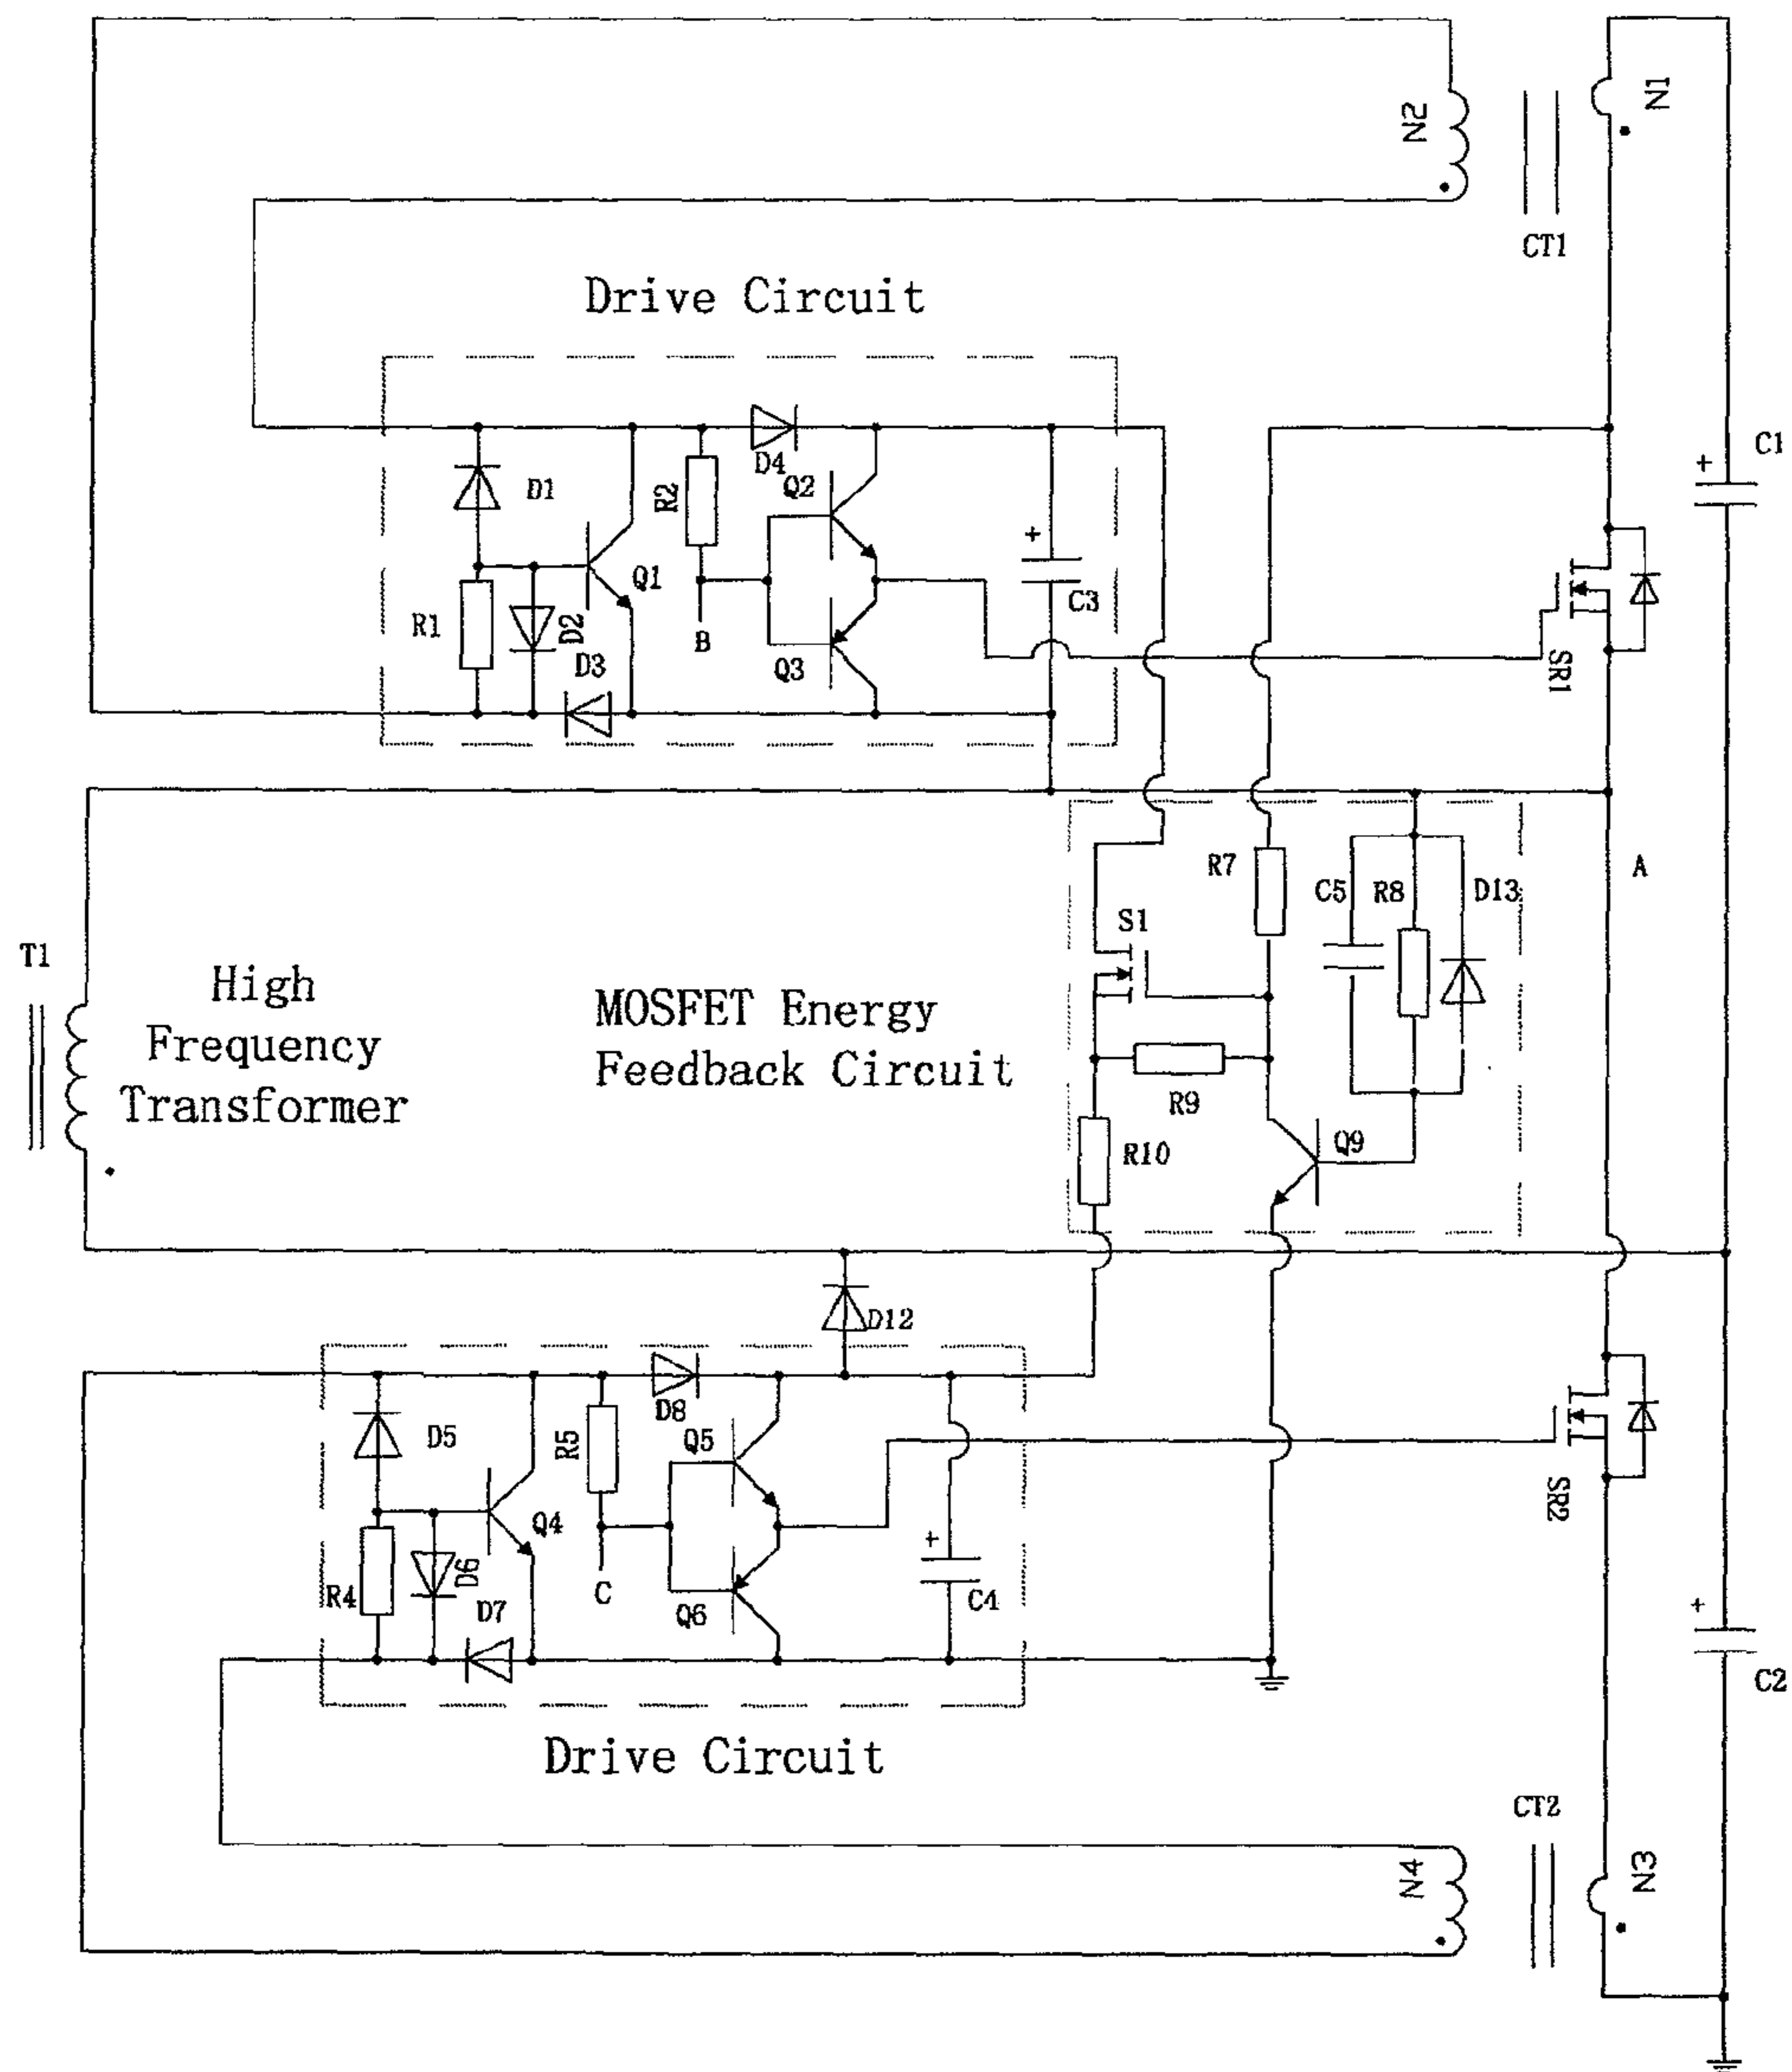 N1
N2
CT1
Drive Circuit
C1
+
D4
D1
R2
Q2
+
Q1
C3
R1
D2
B
D3
Q3
SR1
R7
C5
R8
D13
A
S1
T1
High
Frequency
Transformer
MOSFET Energy
Feedback Circuit
R9
Q9
R10
D12
D8
D5
R5
Q5
SR2
Q4
+
D6
R4
C
C4
D7
Q6
+
C2
Drive Circuit
CT2
N3
N4